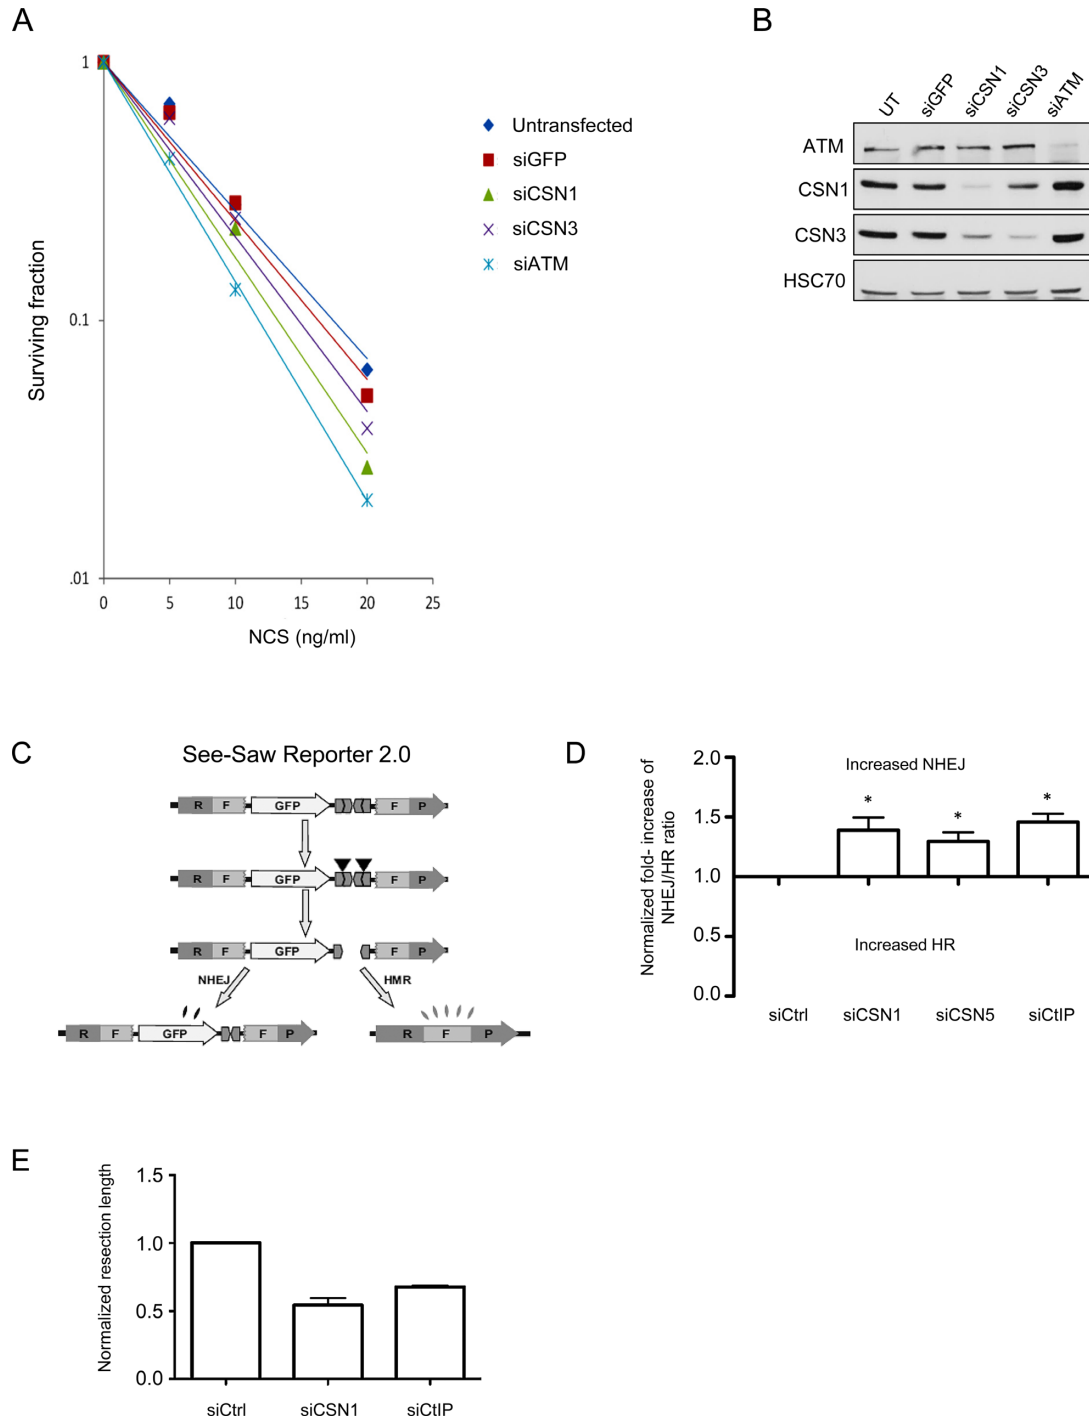 A
1
0.1
.01
0 5 10 15 20 25
Surviving fraction
NCS (ng/ml)
Untransfected
siGFP
siCSN1
siCSN3
siATM
B
UT siGFP siCSN1 siCSN3 siATM
ATM
CSN1
CSN3
HSC70
C
See-Saw Reporter 2.0
R F GFP F P
R F GFP F P
R F GFP F P
NHEJ HMR
R F GFP F P
R F P
D
Normalized fold- increase of
NHEJ/HR ratio
2.0
1.5
1.0
0.5
0.0
Increased NHEJ
* * *
Increased HR
siCtrl siCSN1 siCSN5 siCtIP
E
Normalized resection length
1.5
1.0
0.5
0.0
siCtrl siCSN1 siCtIP